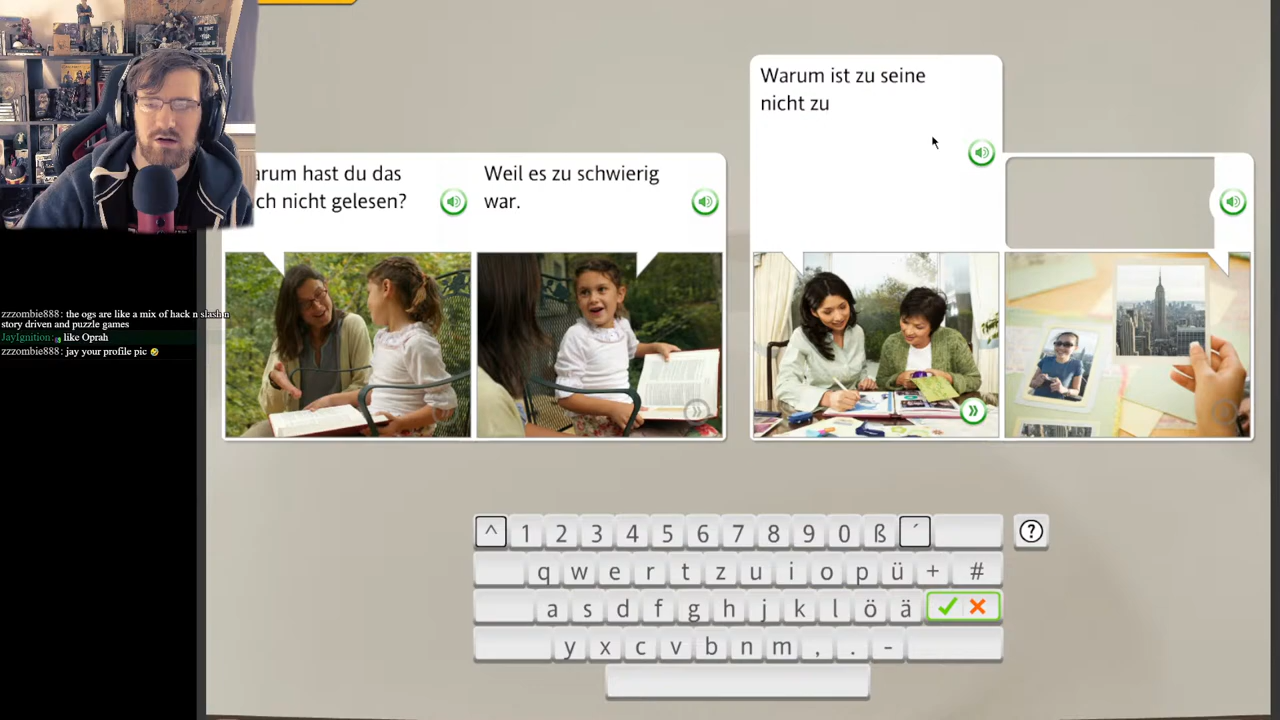 Warum ist zu seine
nicht zu
arum hast du das
ch nicht gelesen?
Weil es zu schwierig
war.
zzzombie888: the ogs are like a mix of hack n slash n
story driven and puzzle games
JayIgnition: like Oprah
zzzombie888: jay your profile pic 🤣
^ 1 2 3 4 5 6 7 8 9 0 ß ´ ?
q w e r t z u i o p ü + #
a s d f g h j k l ö ä
y x c v b n m , . -